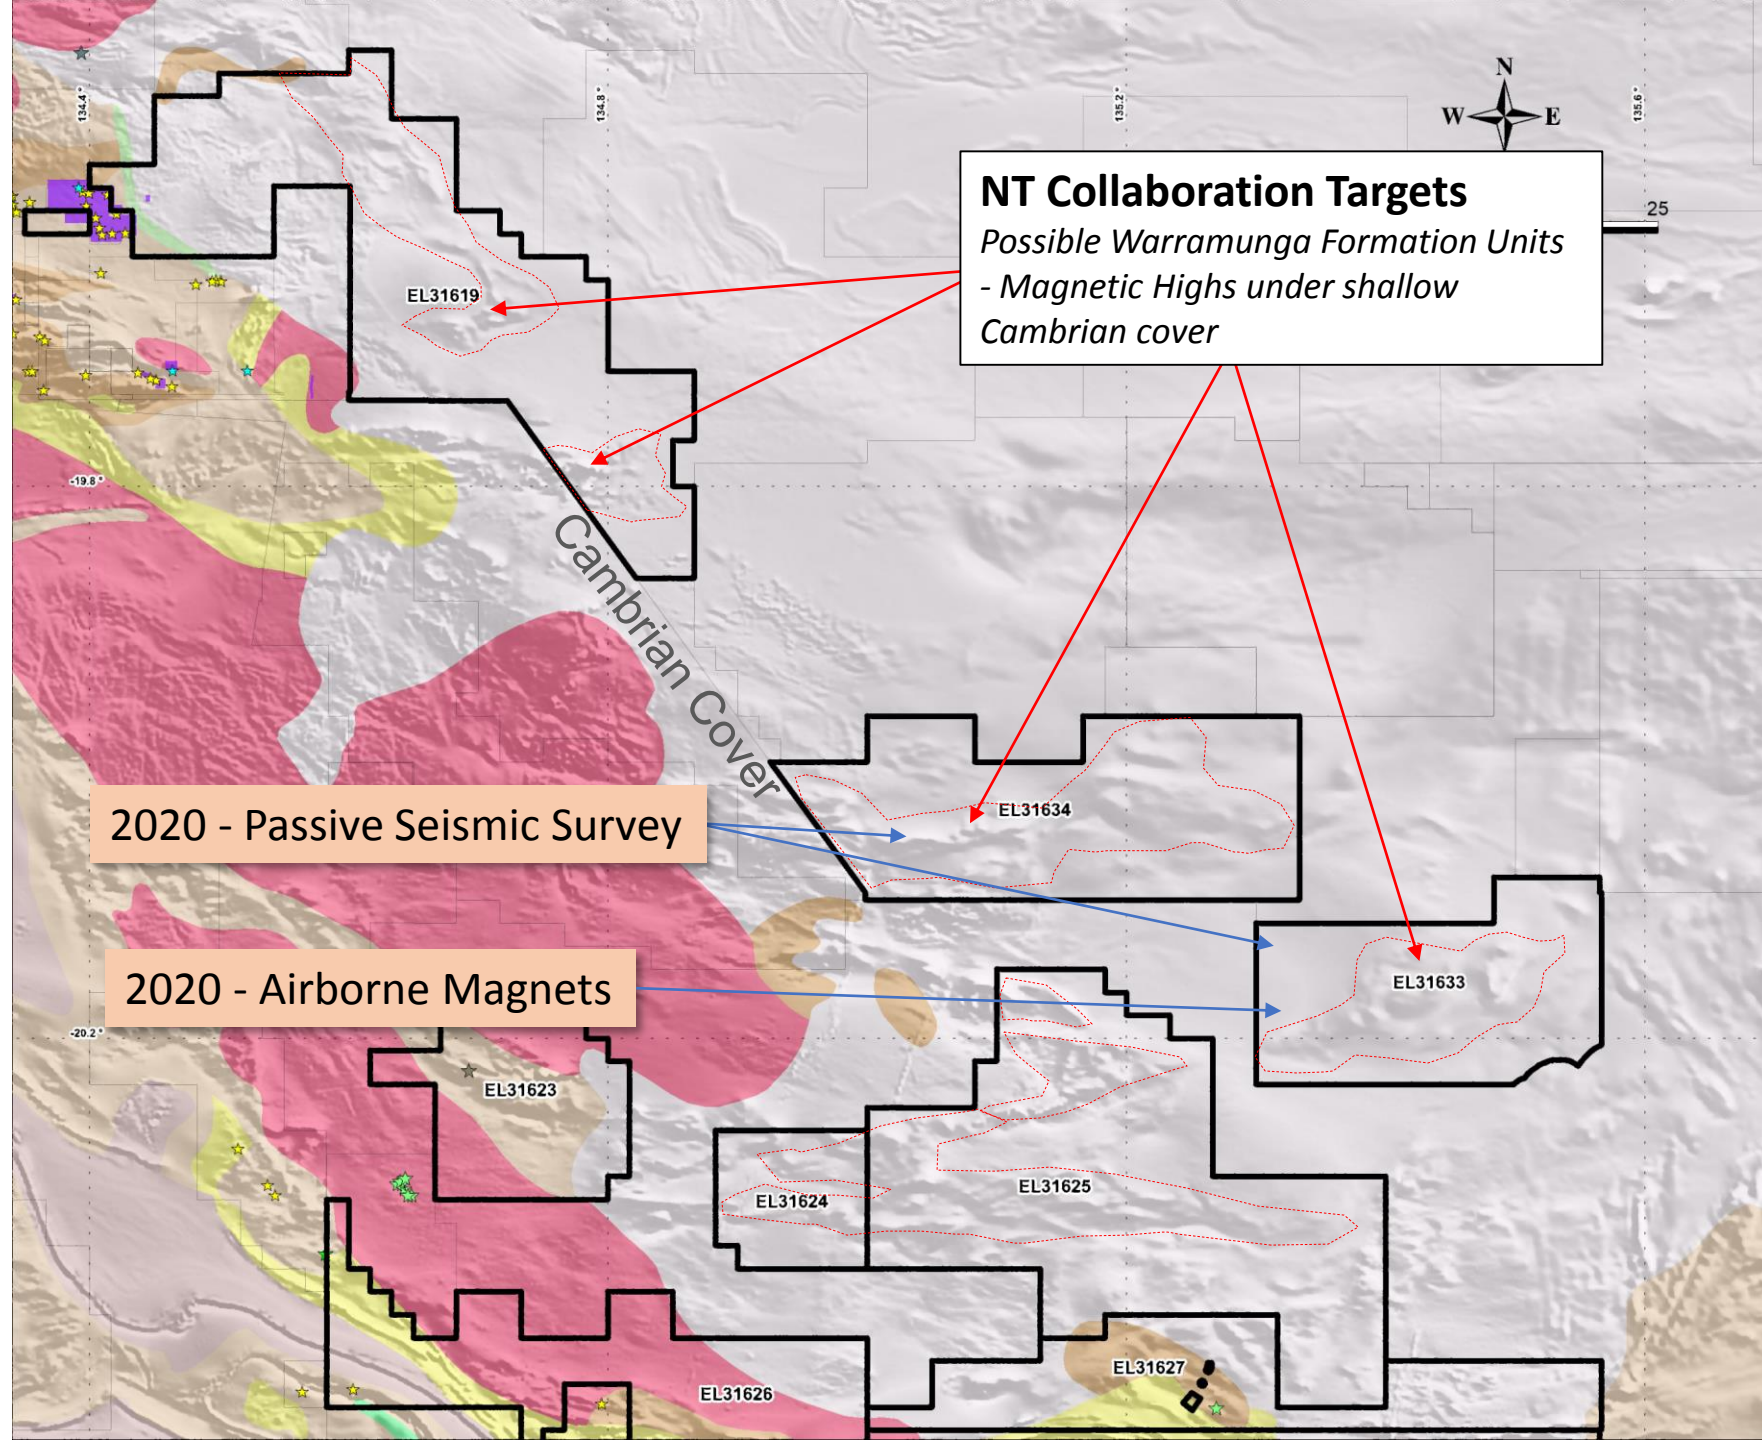 134.4°
134.8°
135.2°
135.6°
N
W
E
25
NT Collaboration Targets
Possible Warramunga Formation Units
- Magnetic Highs under shallow
Cambrian cover
EL31619
-19.8°
Cambrian Cover
2020 - Passive Seismic Survey
EL31634
2020 - Airborne Magnets
EL31633
-20.2°
EL31623
EL31624
EL31625
EL31627
EL31626